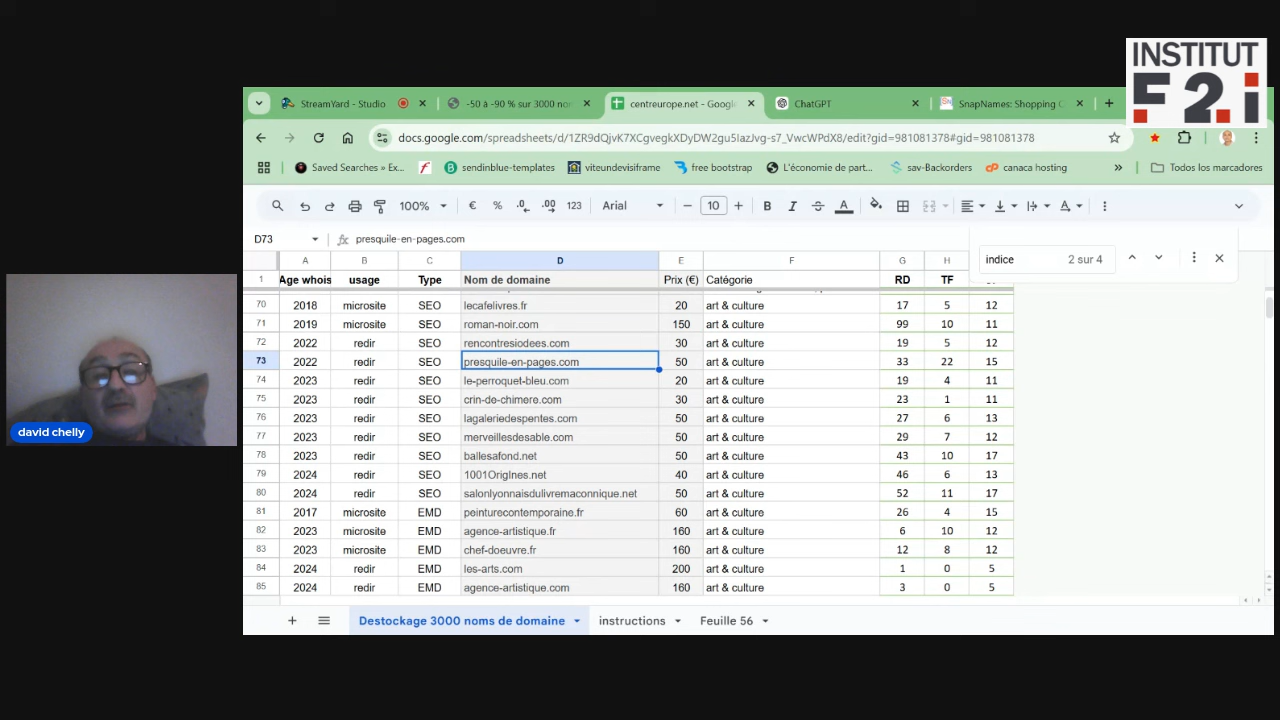 INSTITUT
F2i
StreamYard - Studio
-50 à -90 % sur 3000 no
centreurope.net - Google
ChatGPT
SnapNames: Shopping C
docs.google.com/spreadsheets/d/1ZR9dQjvK7XCgvegkXDyDW2gu5IazJvg-s7_VwcWPdX8/edit?gid=981081378#gid=981081378
Saved Searches » Ex...
sendinblue-templates
viteundevisiframe
free bootstrap
L'économie de part...
sav-Backorders
canaca hosting
»
Todos los marcadores
100% € % .0 .00 123 Arial 10 B I A
D73 presquile-en-pages.com
indice 2 sur 4
A B C D E F G H
1 Age whois usage Type Nom de domaine Prix (€) Catégorie RD TF
70 2018 microsite SEO lecafelivres.fr 20 art & culture 17 5 12
71 2019 microsite SEO roman-noir.com 150 art & culture 99 10 11
72 2022 redir SEO rencontresiodees.com 30 art & culture 19 5 12
73 2022 redir SEO presquile-en-pages.com 50 art & culture 33 22 15
74 2023 redir SEO le-perroquet-bleu.com 20 art & culture 19 4 11
75 2023 redir SEO crin-de-chimere.com 30 art & culture 23 1 11
76 2023 redir SEO lagaleriedespentes.com 50 art & culture 27 6 13
77 2023 redir SEO merveillesdesable.com 50 art & culture 29 7 12
78 2023 redir SEO ballesafond.net 50 art & culture 43 10 17
79 2024 redir SEO 1001OrigInes.net 40 art & culture 46 6 13
80 2024 redir SEO salonlyonnaisdulivremaconnique.net 50 art & culture 52 11 17
81 2017 microsite EMD peinturecontemporaine.fr 60 art & culture 26 4 15
82 2023 microsite EMD agence-artistique.fr 160 art & culture 6 10 12
83 2023 microsite EMD chef-doeuvre.fr 160 art & culture 12 8 12
84 2024 redir EMD les-arts.com 200 art & culture 1 0 5
85 2024 redir EMD agence-artistique.com 160 art & culture 3 0 5
Destockage 3000 noms de domaine
instructions
Feuille 56
david chelly